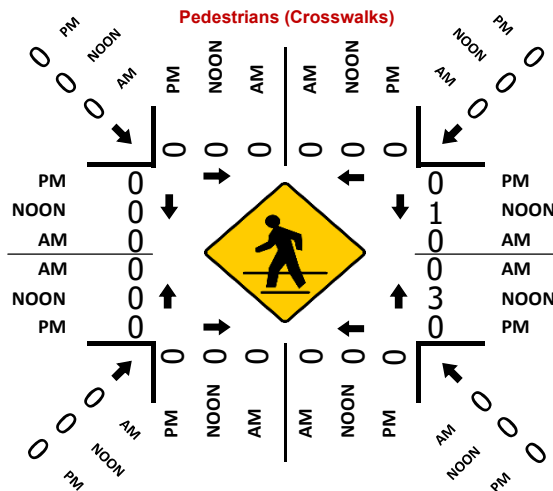 Pedestrians (Crosswalks)
0 PM
0 NOON
0 AM
PM NOON AM AM NOON PM
PM 0
NOON 0
AM 0
0 0 0 0 0 0
PM 0 0 PM
NOON 0 1 NOON
AM 0 0 AM
AM 0 0 AM
NOON 0 3 NOON
PM 0 0 PM
0 0 0 0 0 0
PM NOON AM AM NOON PM
0 AM
0 NOON
0 PM
AM 0
NOON 0
PM 0